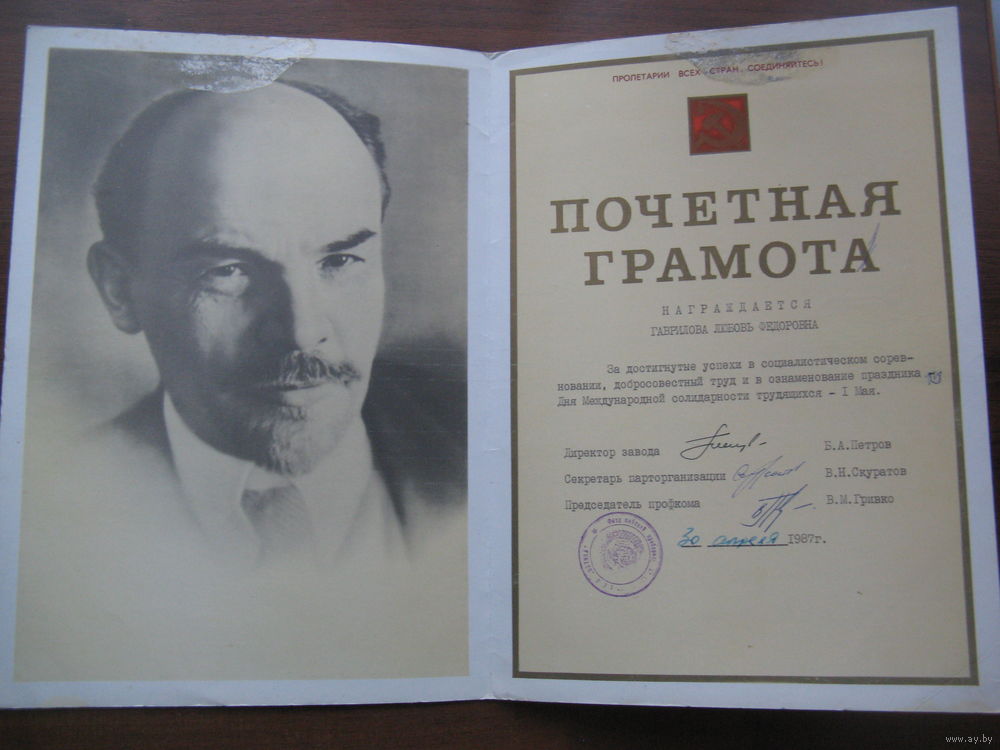 ПРОЛЕТАРИИ ВСЕХ СТРАН, СОЕДИНЯЙТЕСЬ!
ПОЧЕТНАЯ
ГРАМОТА
НАГРАЖДАЕТСЯ
ГАВРИЛОВА ЛЮБОВЬ ФЕДОРОВНА
За достигнутые успехи в социалистическом сорев-
новании, добросовестный труд и в ознаменование праздника -
Дня Международной солидарности трудящихся - I Мая.
Директор завода Б.А.Петров
Секретарь парторганизации В.Н.Скуратов
Председатель профкома В.М.Гривко
30 апреля 1987г.
www.ay.by